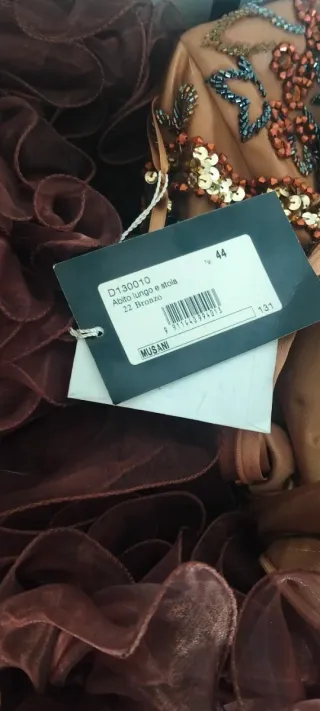 44
D130010
Abito lungo e stola
22 Bronzo
MUSANI
131